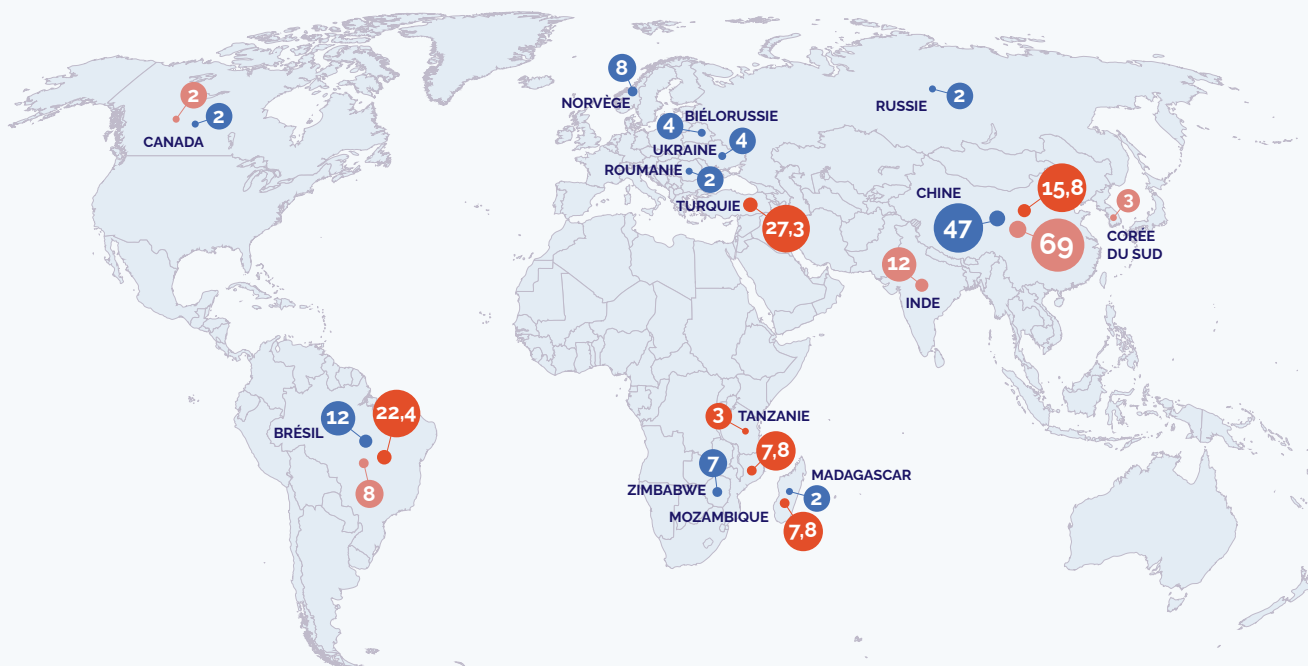 8
NORVÈGE
RUSSIE
2
2
2
CANADA
BIÉLORUSSIE
4
UKRAINE
4
ROUMANIE
2
TURQUIE
27,3
CHINE
15,8
47
69
3
CORÉE
DU SUD
12
INDE
BRÉSIL
12
22,4
8
3
TANZANIE
7,8
7
ZIMBABWE
MOZAMBIQUE
MADAGASCAR
2
7,8